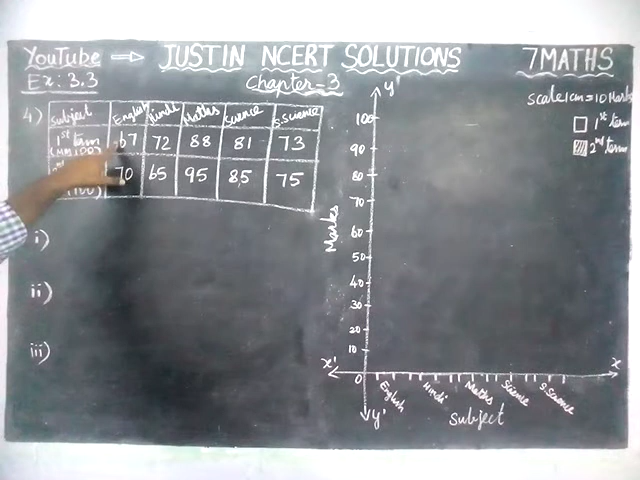 YouTube ⇒ JUSTIN NCERT SOLUTIONS 7MATHS
Ex: 3.3 Chapter-3
4) Subject English Hindi Maths Science S.Science
1st term 67 72 88 81 73
70 65 95 85 75
100)
i)
ii)
iii)
scale 1cm = 10 Marks
1st term
2nd term
y'
100
90
80
70
60
50
40
30
20
10
0
Marks
x' x
English Hindi Maths Science S.Science
y' Subject